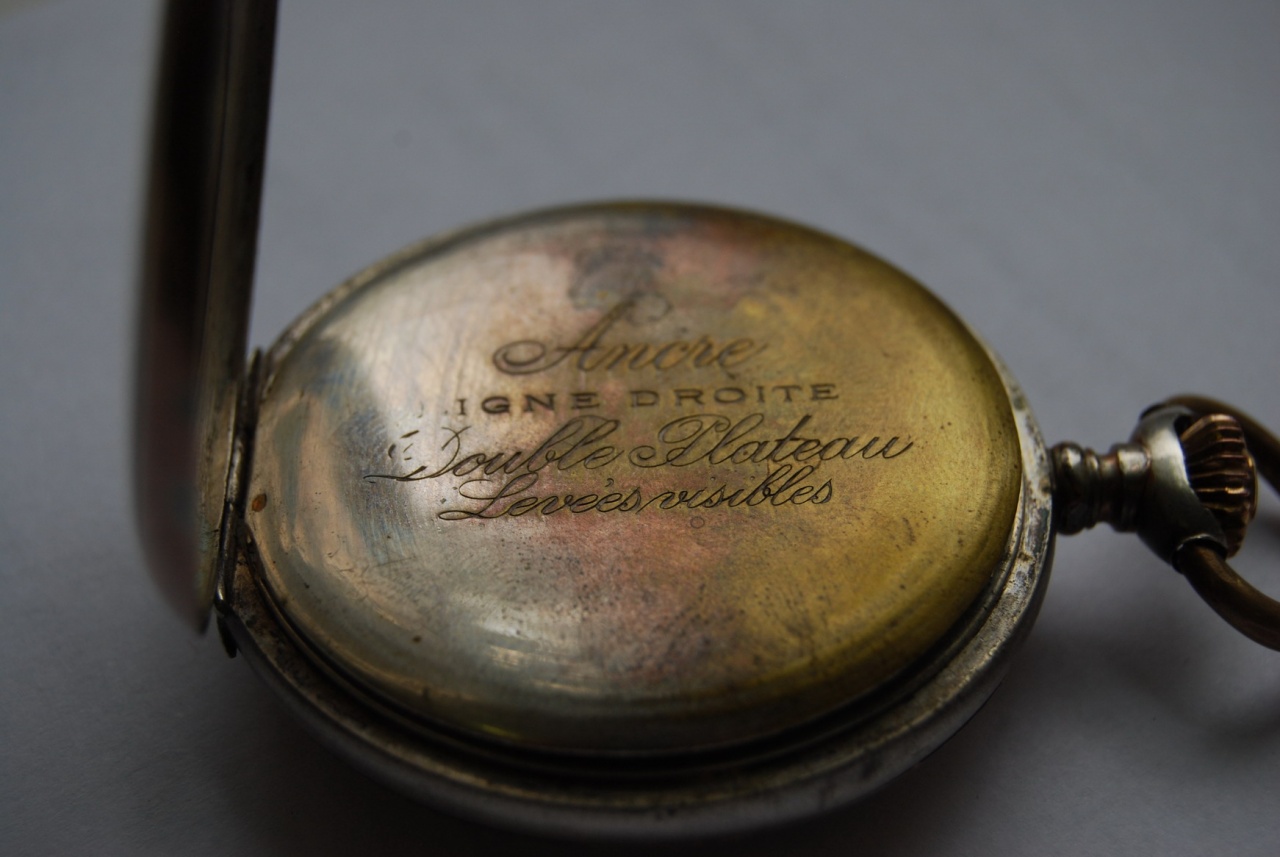 Ancre
IGNE DROITE
Double Plateau
Levées visibles